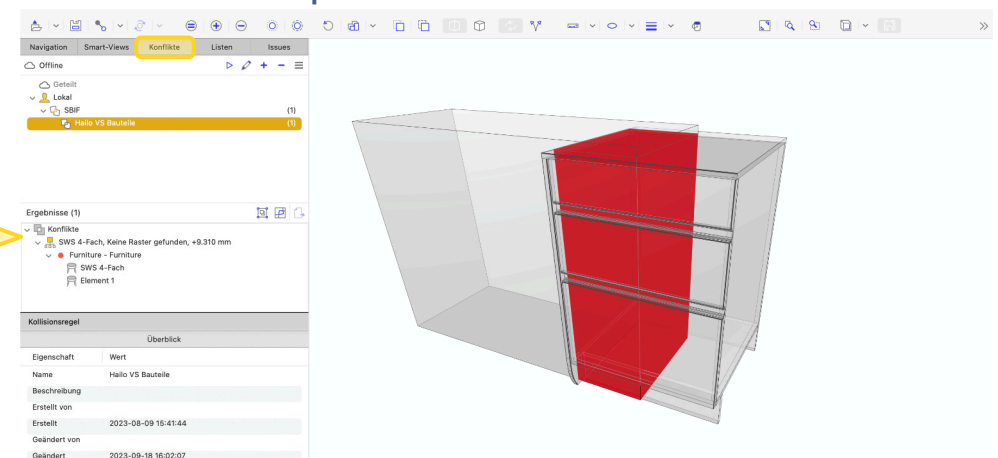 Navigation Smart-Views Konflikte Listen Issues
Offline
Geteilt
Lokal
SBIF (1)
Hailo VS Bauteile (1)
Ergebnisse (1)
Konflikte
SWS 4-Fach, Keine Raster gefunden, +9.310 mm
Furniture - Furniture
SWS 4-Fach
Element 1
Kollisionsregel
Überblick
Eigenschaft Wert
Name Hailo VS Bauteile
Beschreibung
Erstellt von
Erstellt 2023-08-09 15:41:44
Geändert von
Geändert 2023-09-18 16:02:07